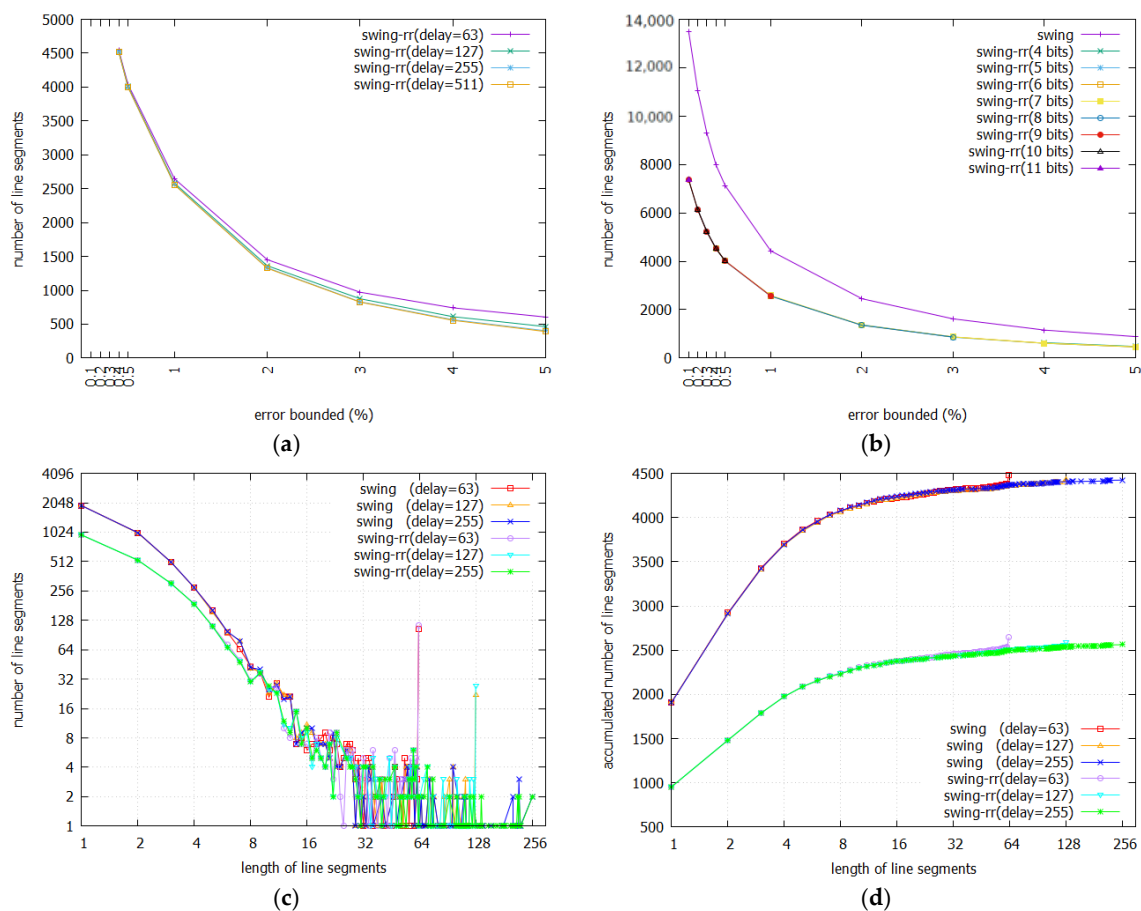 5000
4500
4000
3500
3000
2500
2000
1500
1000
500
0
number of line segments
swing-rr(delay=63)
swing-rr(delay=127)
swing-rr(delay=255)
swing-rr(delay=511)
0.1
0.2
0.3
0.4
0.5
1
2
3
4
5
error bounded (%)
(a)
14,000
12,000
10,000
8000
6000
4000
2000
0
number of line segments
swing
swing-rr(4 bits)
swing-rr(5 bits)
swing-rr(6 bits)
swing-rr(7 bits)
swing-rr(8 bits)
swing-rr(9 bits)
swing-rr(10 bits)
swing-rr(11 bits)
0.1
0.2
0.3
0.4
0.5
1
2
3
4
5
error bounded (%)
(b)
4096
2048
1024
512
256
128
64
32
16
8
4
2
1
number of line segments
swing (delay=63)
swing (delay=127)
swing (delay=255)
swing-rr(delay=63)
swing-rr(delay=127)
swing-rr(delay=255)
1 2 4 8 16 32 64 128 256
length of line segments
(c)
4500
4000
3500
3000
2500
2000
1500
1000
500
accumulated number of line segments
swing (delay=63)
swing (delay=127)
swing (delay=255)
swing-rr(delay=63)
swing-rr(delay=127)
swing-rr(delay=255)
1 2 4 8 16 32 64 128 256
length of line segments
(d)